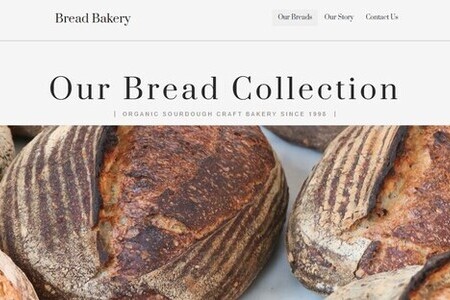 Bread Bakery
Our Breads Our Story Contact Us
Our Bread Collection
| ORGANIC SOURDOUGH CRAFT BAKERY SINCE 1998 |